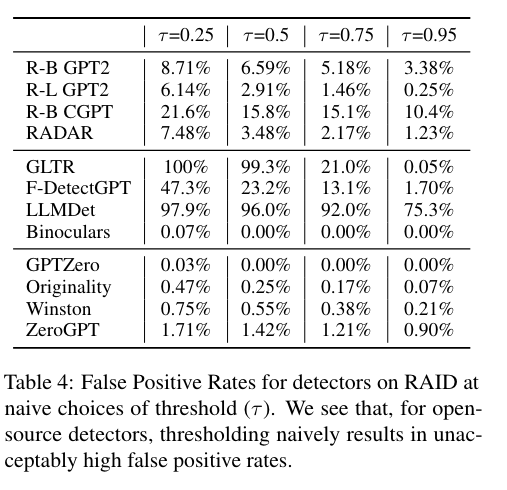 τ=0.25 τ=0.5 τ=0.75 τ=0.95
R-B GPT2 8.71% 6.59% 5.18% 3.38%
R-L GPT2 6.14% 2.91% 1.46% 0.25%
R-B CGPT 21.6% 15.8% 15.1% 10.4%
RADAR 7.48% 3.48% 2.17% 1.23%
GLTR 100% 99.3% 21.0% 0.05%
F-DetectGPT 47.3% 23.2% 13.1% 1.70%
LLMDet 97.9% 96.0% 92.0% 75.3%
Binoculars 0.07% 0.00% 0.00% 0.00%
GPTZero 0.03% 0.00% 0.00% 0.00%
Originality 0.47% 0.25% 0.17% 0.07%
Winston 0.75% 0.55% 0.38% 0.21%
ZeroGPT 1.71% 1.42% 1.21% 0.90%
Table 4: False Positive Rates for detectors on RAID at
naive choices of threshold (τ). We see that, for open-
source detectors, thresholding naively results in unac-
ceptably high false positive rates.